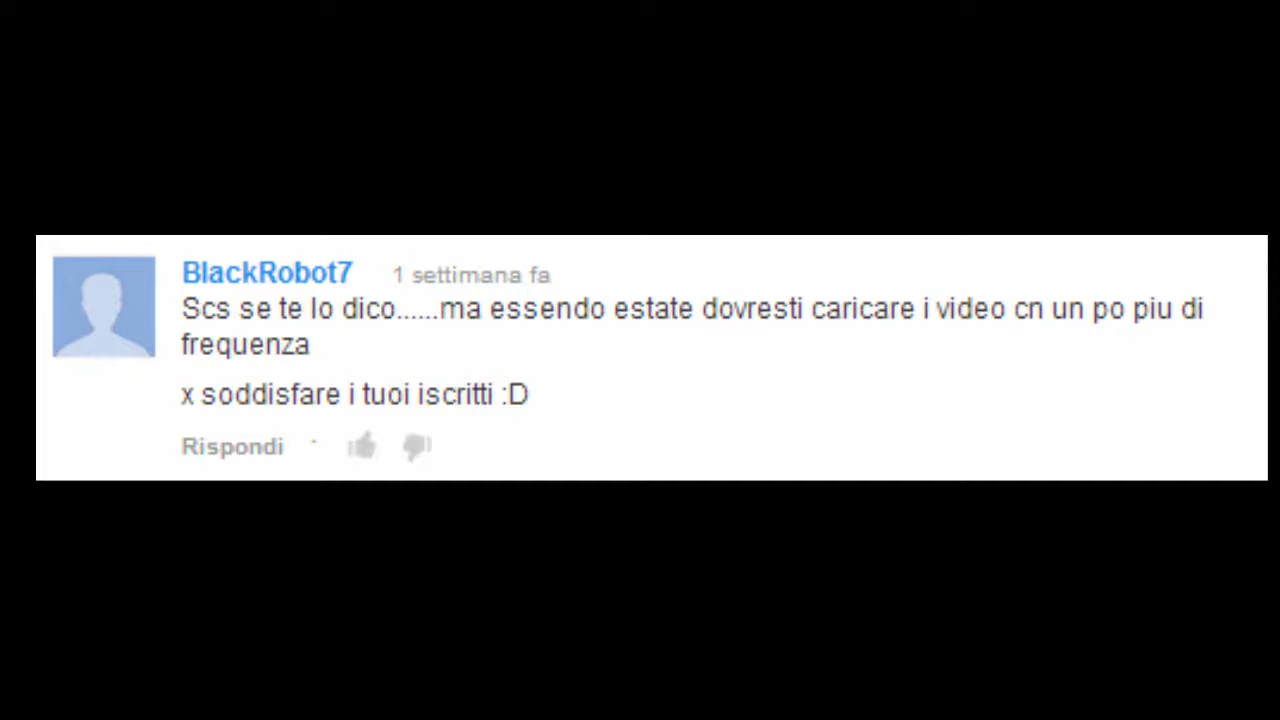 BlackRobot7 1 settimana fa
Scs se te lo dico......ma essendo estate dovresti caricare i video cn un po piu di
frequenza
x soddisfare i tuoi iscritti :D
Rispondi ·